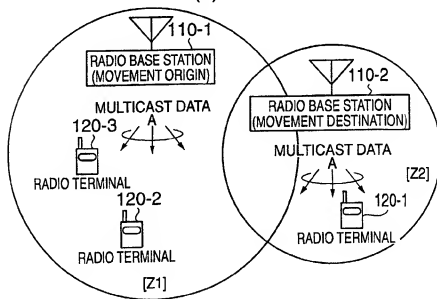 110-1
RADIO BASE STATION
(MOVEMENT ORIGIN)
110-2
RADIO BASE STATION
(MOVEMENT DESTINATION)
MULTICAST DATA
A
120-3
RADIO TERMINAL
MULTICAST DATA
A
[Z2]
120-2
RADIO TERMINAL
120-1
RADIO TERMINAL
[Z1]